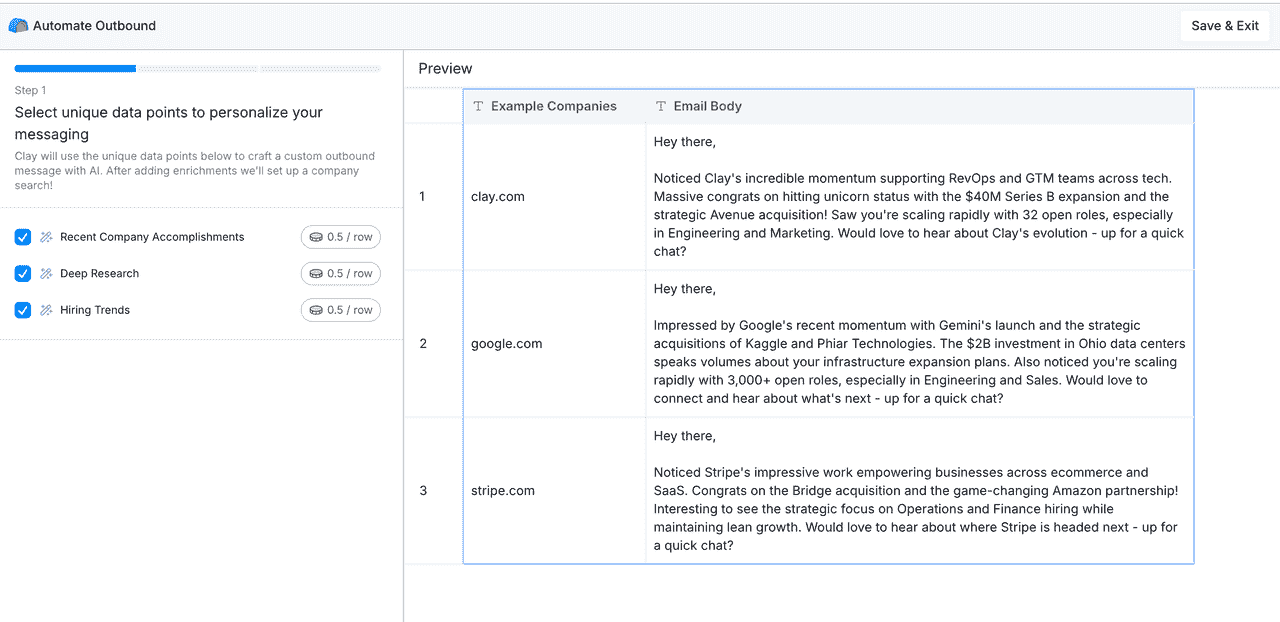 Automate Outbound
Save & Exit
Step 1
Select unique data points to personalize your
messaging
Clay will use the unique data points below to craft a custom outbound
message with AI. After adding enrichments we'll set up a company
search!
Recent Company Accomplishments
0.5 / row
Deep Research
0.5 / row
Hiring Trends
0.5 / row
Preview
Example Companies
Email Body
1
clay.com
Hey there,
Noticed Clay's incredible momentum supporting RevOps and GTM teams across tech.
Massive congrats on hitting unicorn status with the $40M Series B expansion and the
strategic Avenue acquisition! Saw you're scaling rapidly with 32 open roles, especially
in Engineering and Marketing. Would love to hear about Clay's evolution - up for a quick
chat?
2
google.com
Hey there,
Impressed by Google's recent momentum with Gemini's launch and the strategic
acquisitions of Kaggle and Phiar Technologies. The $2B investment in Ohio data centers
speaks volumes about your infrastructure expansion plans. Also noticed you're scaling
rapidly with 3,000+ open roles, especially in Engineering and Sales. Would love to
connect and hear about what's next - up for a quick chat?
3
stripe.com
Hey there,
Noticed Stripe's impressive work empowering businesses across ecommerce and
SaaS. Congrats on the Bridge acquisition and the game-changing Amazon partnership!
Interesting to see the strategic focus on Operations and Finance hiring while
maintaining lean growth. Would love to hear about where Stripe is headed next - up for
a quick chat?